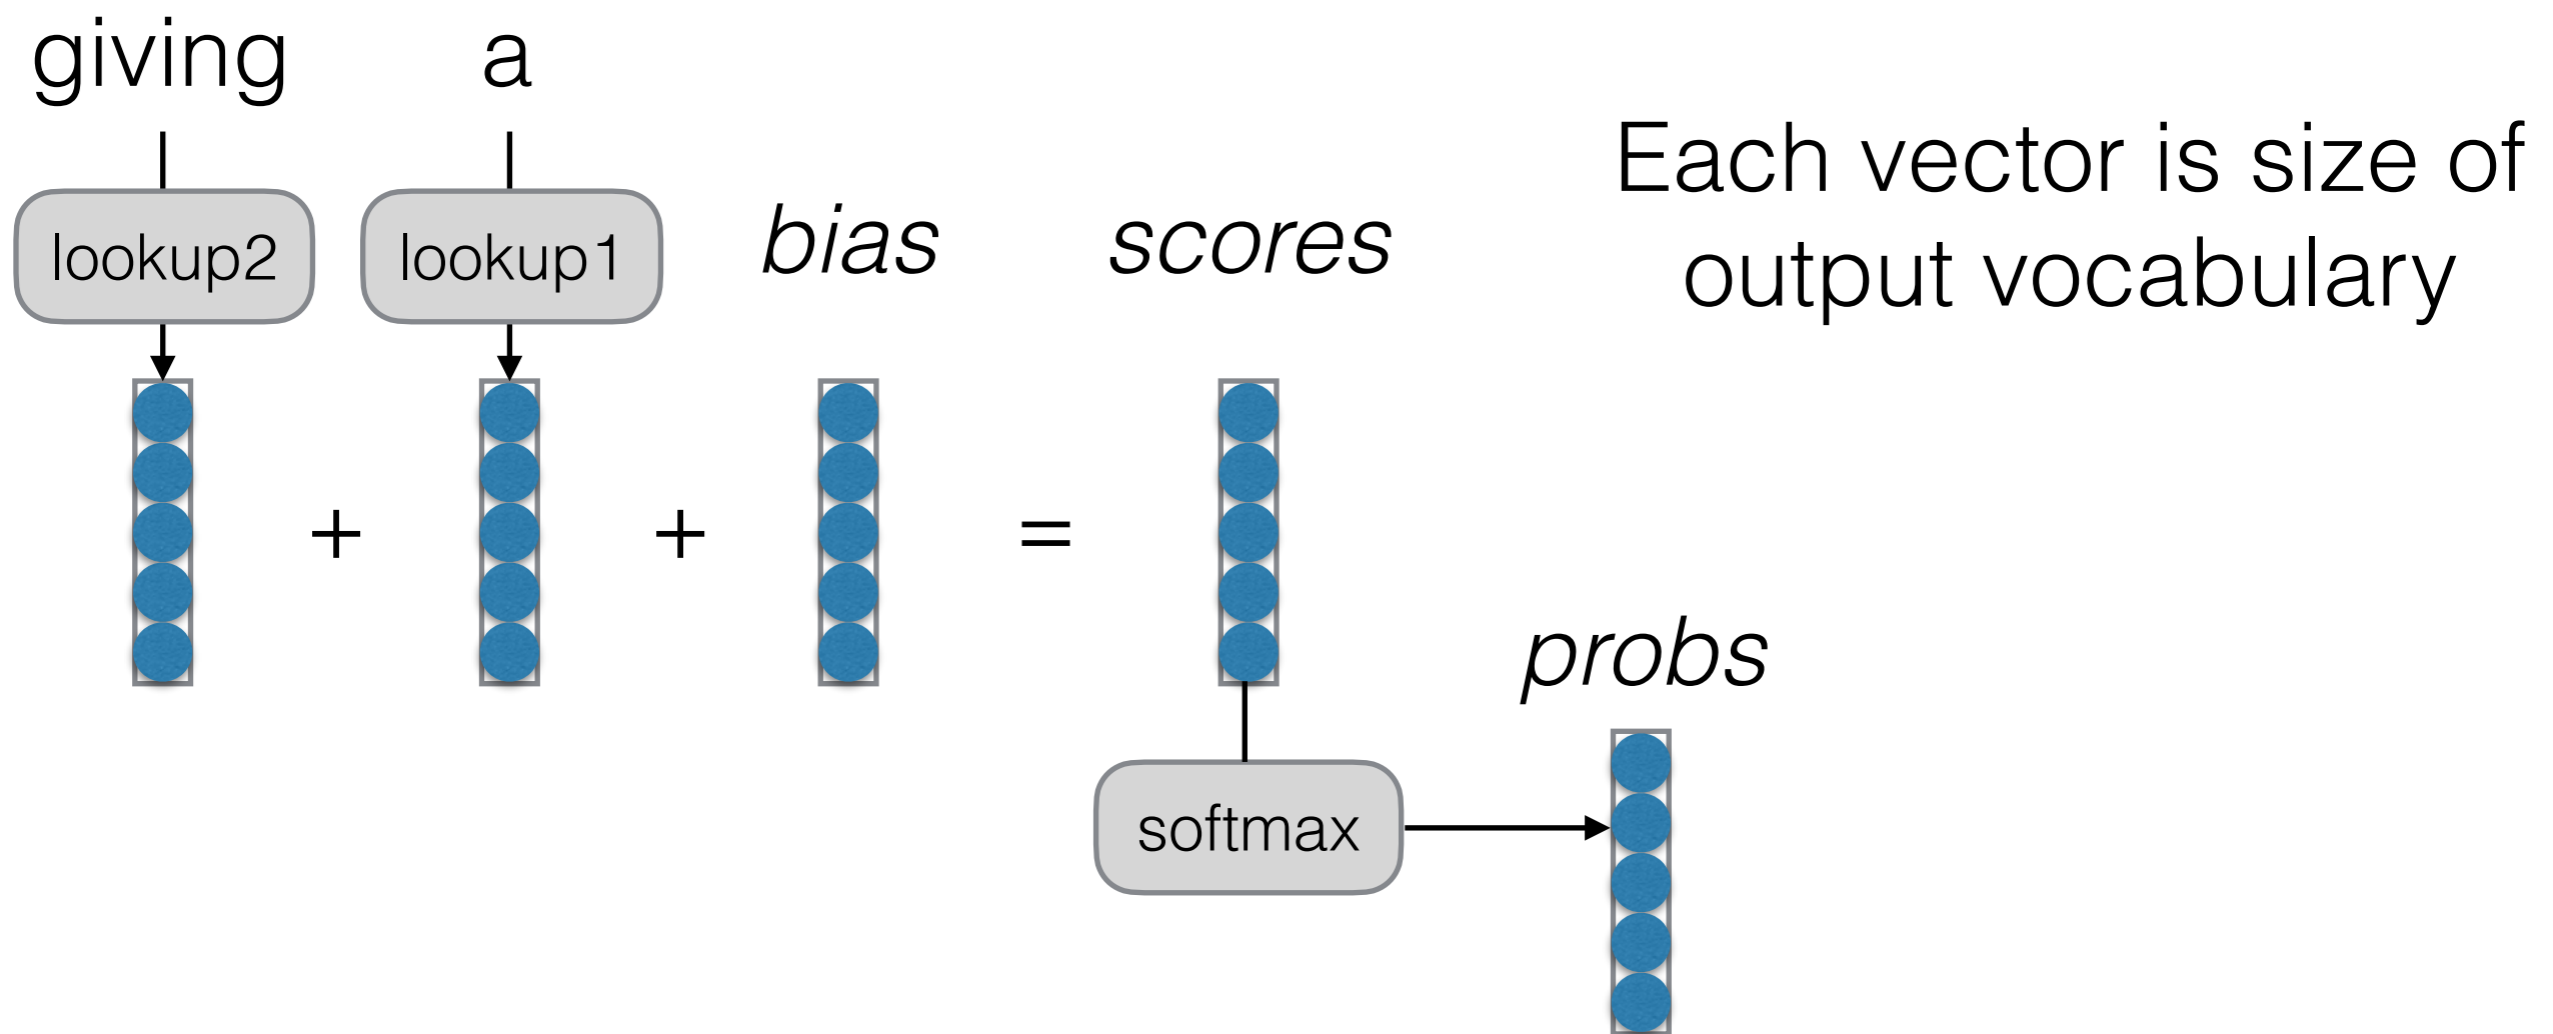 giving
a
lookup2
lookup1
bias
scores
Each vector is size of
output vocabulary
+
+
=
probs
softmax